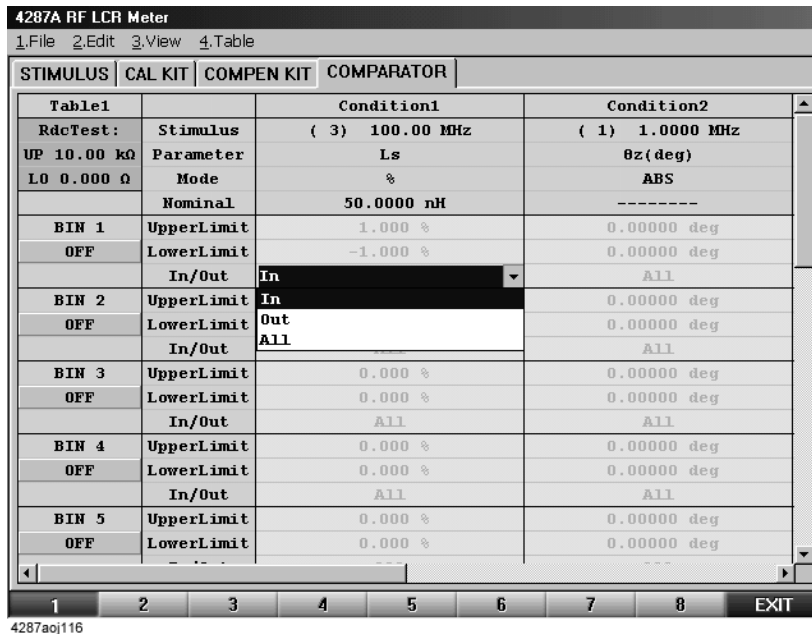 4287A RF LCR Meter
1.File 2.Edit 3.View 4.Table
STIMULUS CAL KIT COMPEN KIT COMPARATOR
Table1 Condition1 Condition2
RdcTest: Stimulus ( 3) 100.00 MHz ( 1) 1.0000 MHz
UP 10.00 kΩ Parameter Ls θz(deg)
LO 0.000 Ω Mode % ABS
Nominal 50.0000 nH --------
BIN 1 UpperLimit 1.000 % 0.00000 deg
OFF LowerLimit -1.000 % 0.00000 deg
In/Out In All
BIN 2 UpperLimit In 0.00000 deg
OFF LowerLimit Out 0.00000 deg
In/Out All All
BIN 3 UpperLimit 0.000 % 0.00000 deg
OFF LowerLimit 0.000 % 0.00000 deg
In/Out All All
BIN 4 UpperLimit 0.000 % 0.00000 deg
OFF LowerLimit 0.000 % 0.00000 deg
In/Out All All
BIN 5 UpperLimit 0.000 % 0.00000 deg
OFF LowerLimit 0.000 % 0.00000 deg
1 2 3 4 5 6 7 8 EXIT
4287aoj116